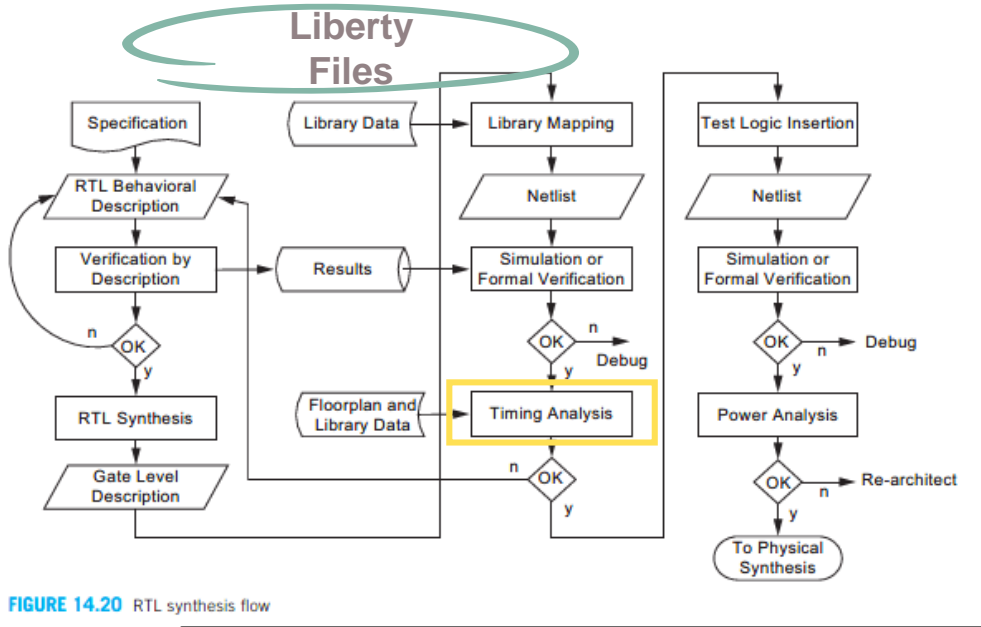 Liberty
Files
Specification
RTL Behavioral
Description
Verification by
Description
n
OK
y
RTL Synthesis
Gate Level
Description
Library Data
Results
Floorplan and
Library Data
Library Mapping
Netlist
Simulation or
Formal Verification
n
OK
Debug
y
Timing Analysis
n
OK
y
Test Logic Insertion
Netlist
Simulation or
Formal Verification
OK
n
Debug
y
Power Analysis
OK
n
Re-architect
y
To Physical
Synthesis
FIGURE 14.20 RTL synthesis flow